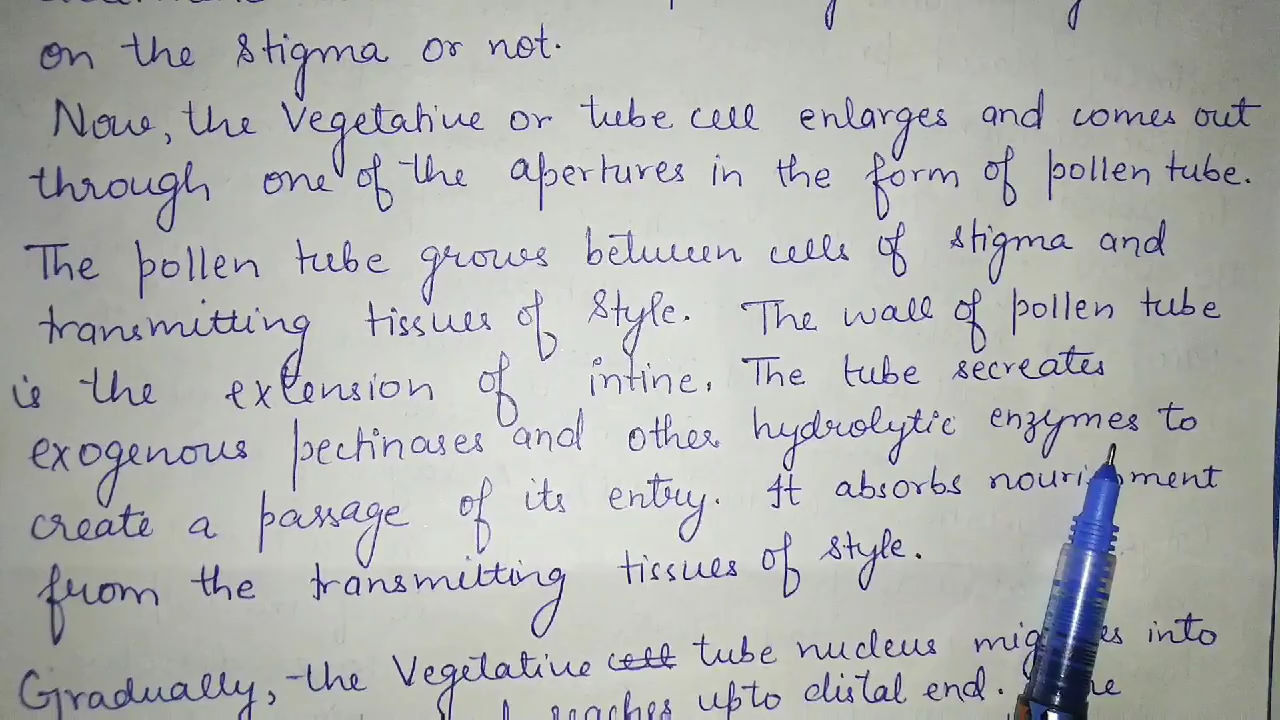 on the stigma or not.
Now, the Vegetative or tube cell enlarges and comes out
through one of the apertures in the form of pollen tube.
The pollen tube grows between cells of stigma and
transmitting tissues of style. The wall of pollen tube
is the extension of intine. The tube secreates
exogenous pectinases and other hydrolytic enzymes to
create a passage of its entry. It absorbs
from the transmitting tissues of style.
Gradually, the Vegetative cell tube nucleus into
reaches upto distal end.